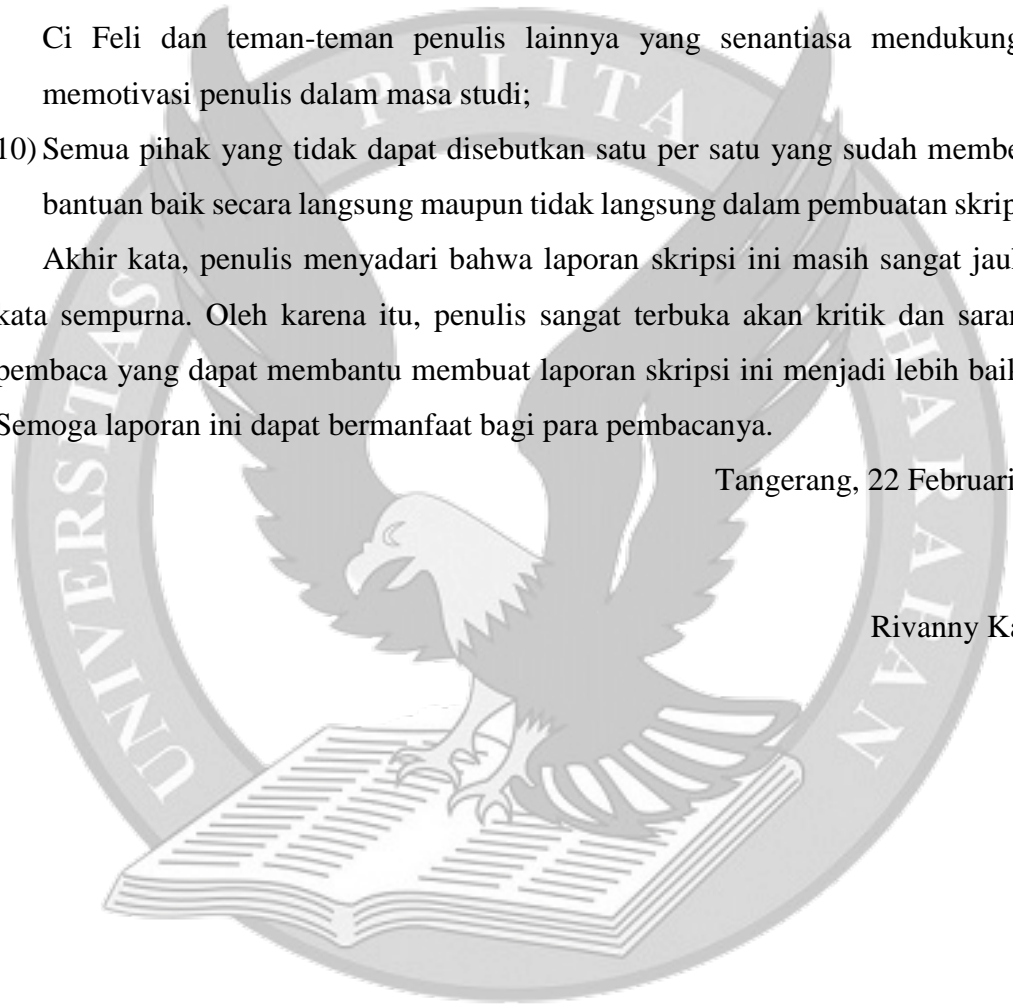 Ci Feli dan teman-teman penulis lainnya yang senantiasa mendukung
memotivasi penulis dalam masa studi;
10) Semua pihak yang tidak dapat disebutkan satu per satu yang sudah membe
bantuan baik secara langsung maupun tidak langsung dalam pembuatan skrip
Akhir kata, penulis menyadari bahwa laporan skripsi ini masih sangat jauh
kata sempurna. Oleh karena itu, penulis sangat terbuka akan kritik dan saran
pembaca yang dapat membantu membuat laporan skripsi ini menjadi lebih baik
Semoga laporan ini dapat bermanfaat bagi para pembacanya.
Tangerang, 22 Februari
Rivanny Ka
UNIVERSITAS PELITA HARAPAN